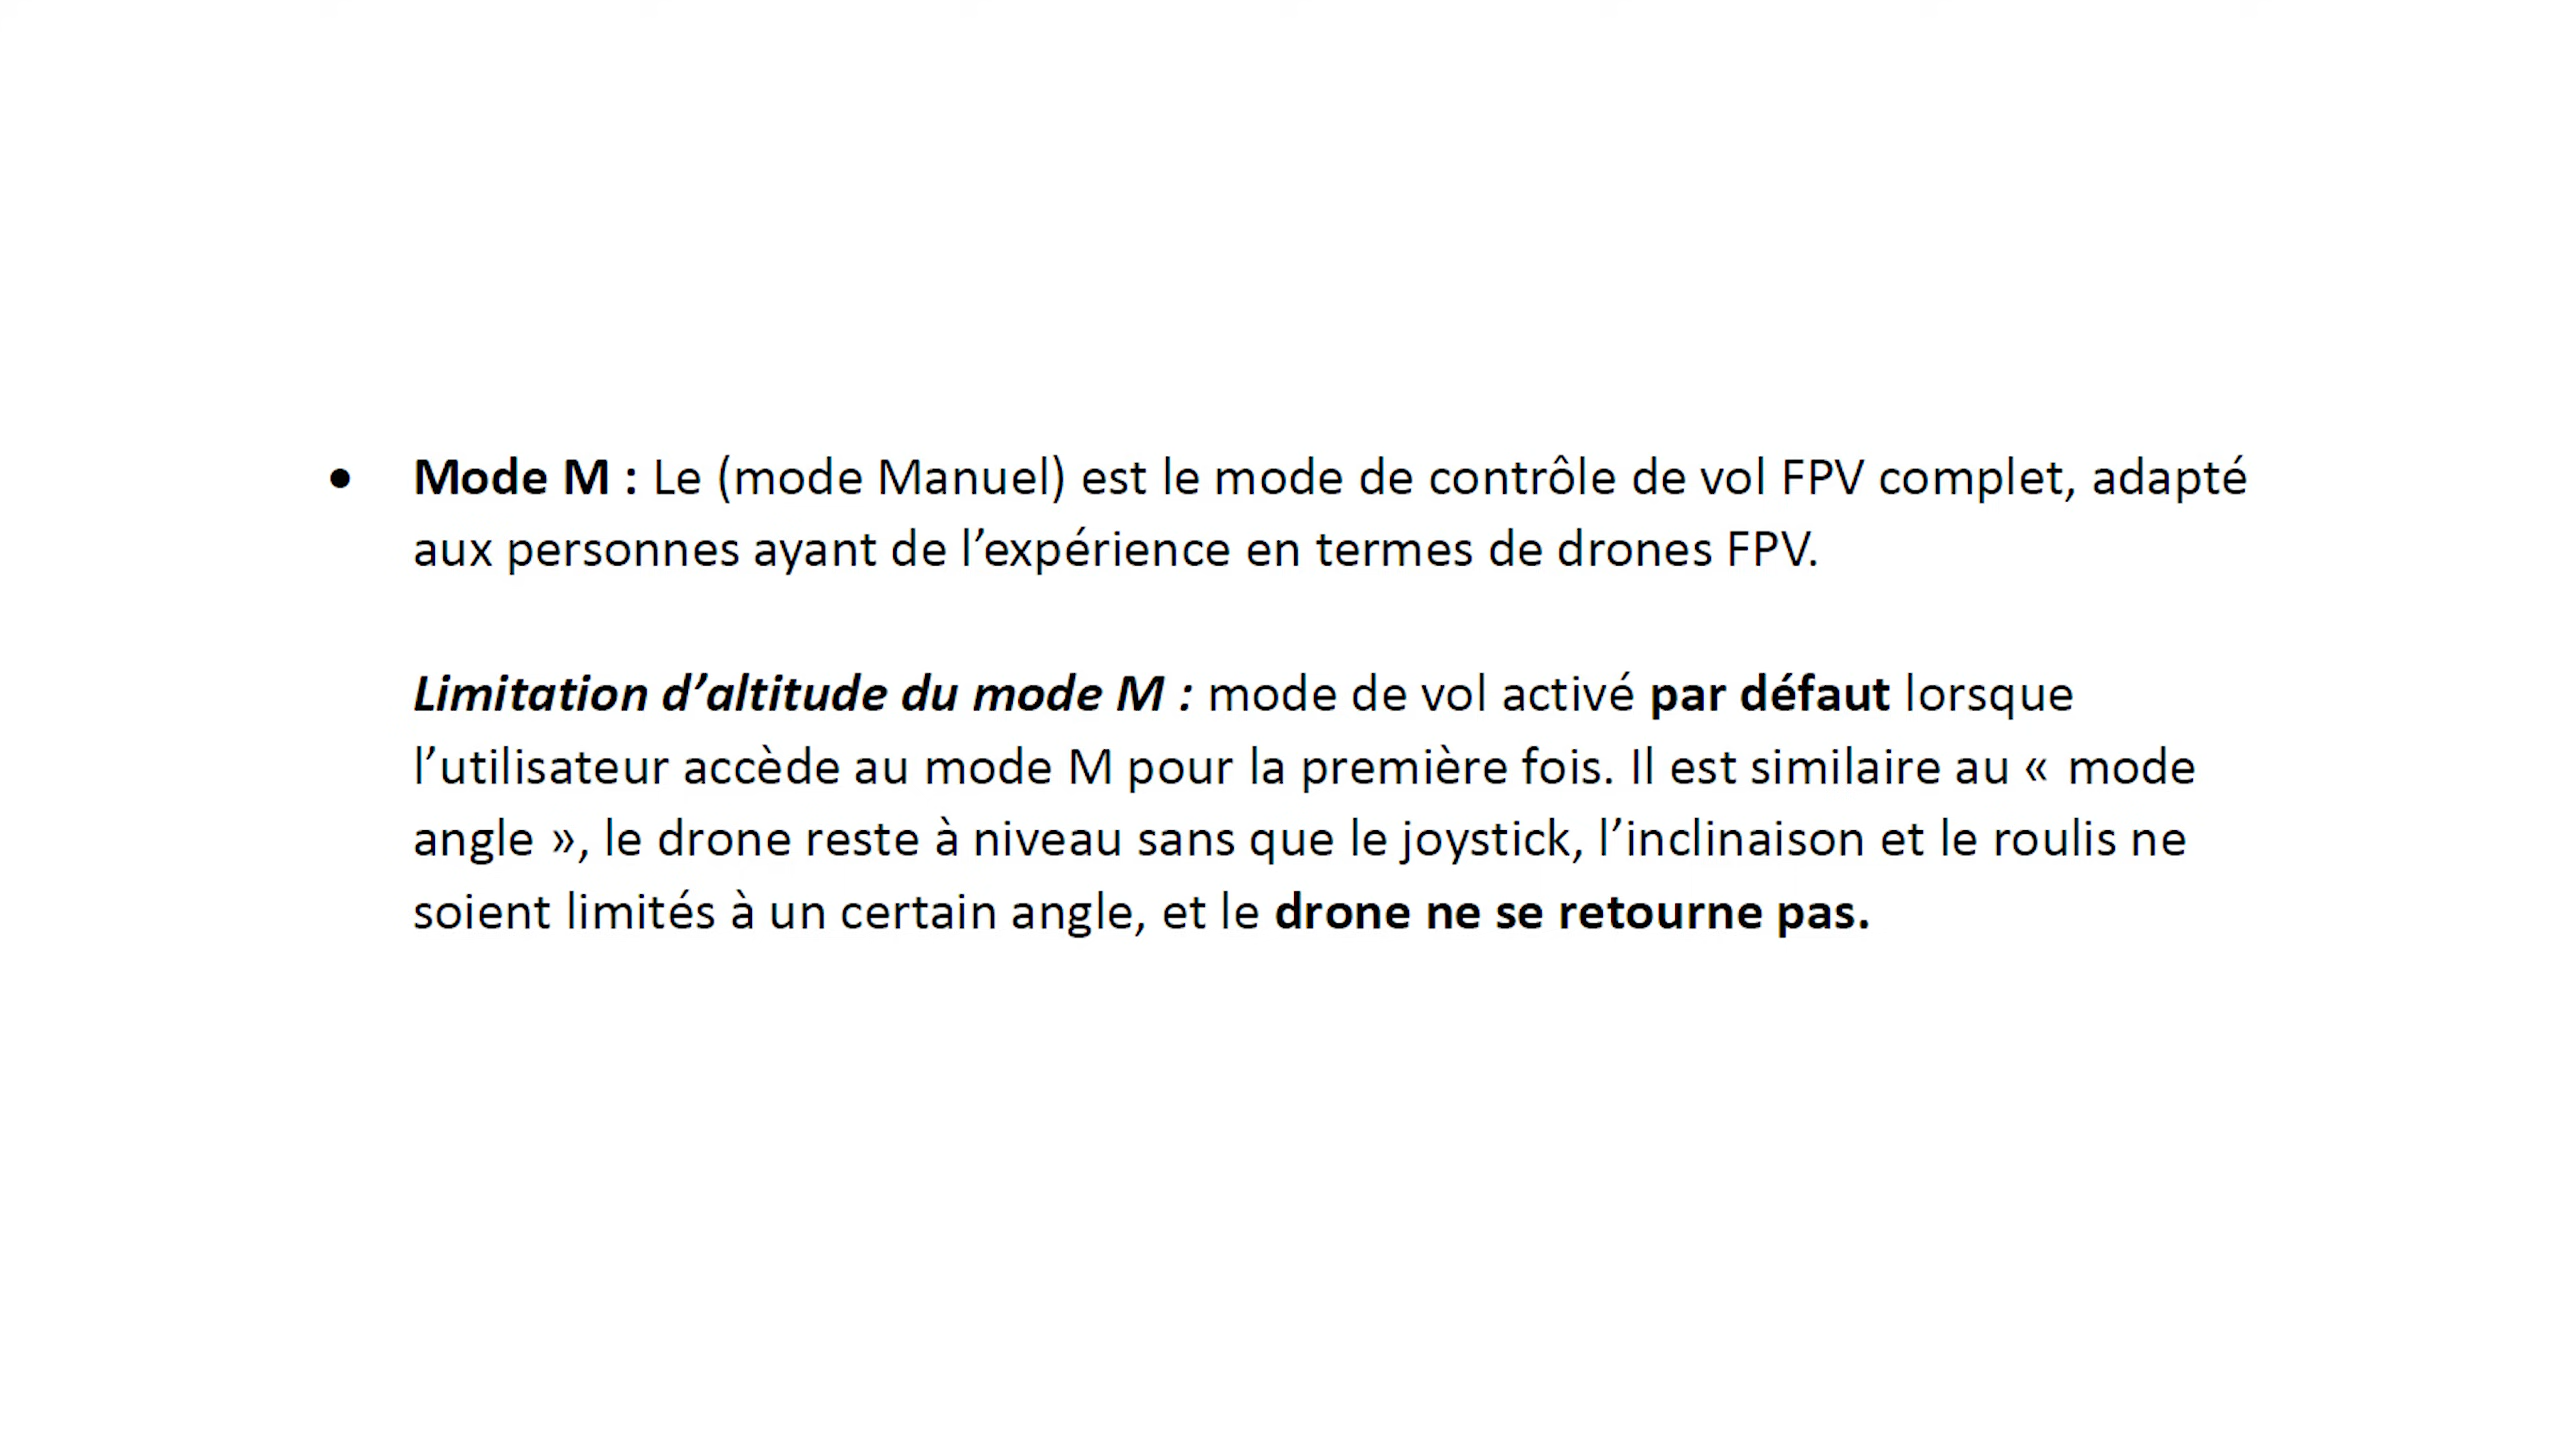 • Mode M : Le (mode Manuel) est le mode de contrôle de vol FPV complet, adapté
aux personnes ayant de l’expérience en termes de drones FPV.
Limitation d’altitude du mode M : mode de vol activé par défaut lorsque
l’utilisateur accède au mode M pour la première fois. Il est similaire au « mode
angle », le drone reste à niveau sans que le joystick, l’inclinaison et le roulis ne
soient limités à un certain angle, et le drone ne se retourne pas.